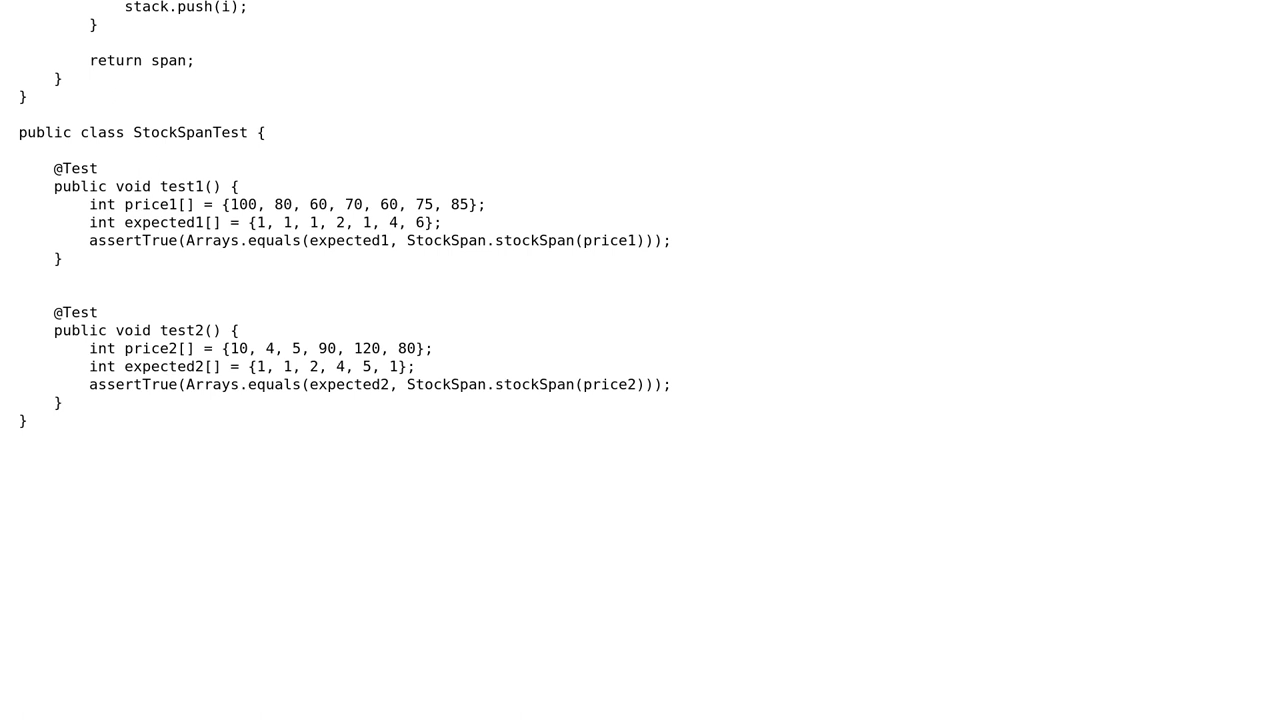 stack.push(i);
        }

        return span;
    }
}

public class StockSpanTest {

    @Test
    public void test1() {
        int price1[] = {100, 80, 60, 70, 60, 75, 85};
        int expected1[] = {1, 1, 1, 2, 1, 4, 6};
        assertTrue(Arrays.equals(expected1, StockSpan.stockSpan(price1)));
    }


    @Test
    public void test2() {
        int price2[] = {10, 4, 5, 90, 120, 80};
        int expected2[] = {1, 1, 2, 4, 5, 1};
        assertTrue(Arrays.equals(expected2, StockSpan.stockSpan(price2)));
    }
}